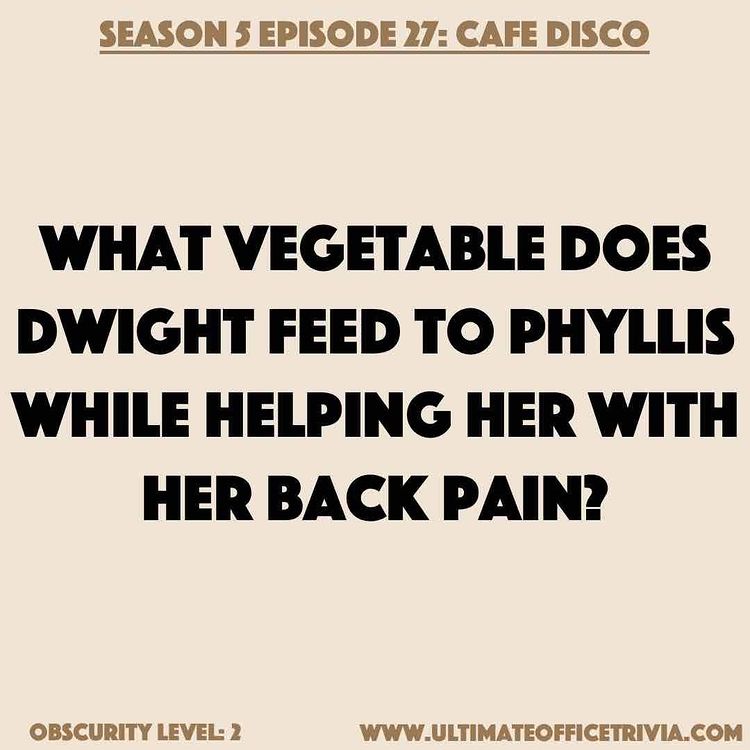 SEASON 5 EPISODE 27: CAFE DISCO
WHAT VEGETABLE DOES
DWIGHT FEED TO PHYLLIS
WHILE HELPING HER WITH
HER BACK PAIN?
OBSCURITY LEVEL: 2
WWW.ULTIMATEOFFICETRIVIA.COM